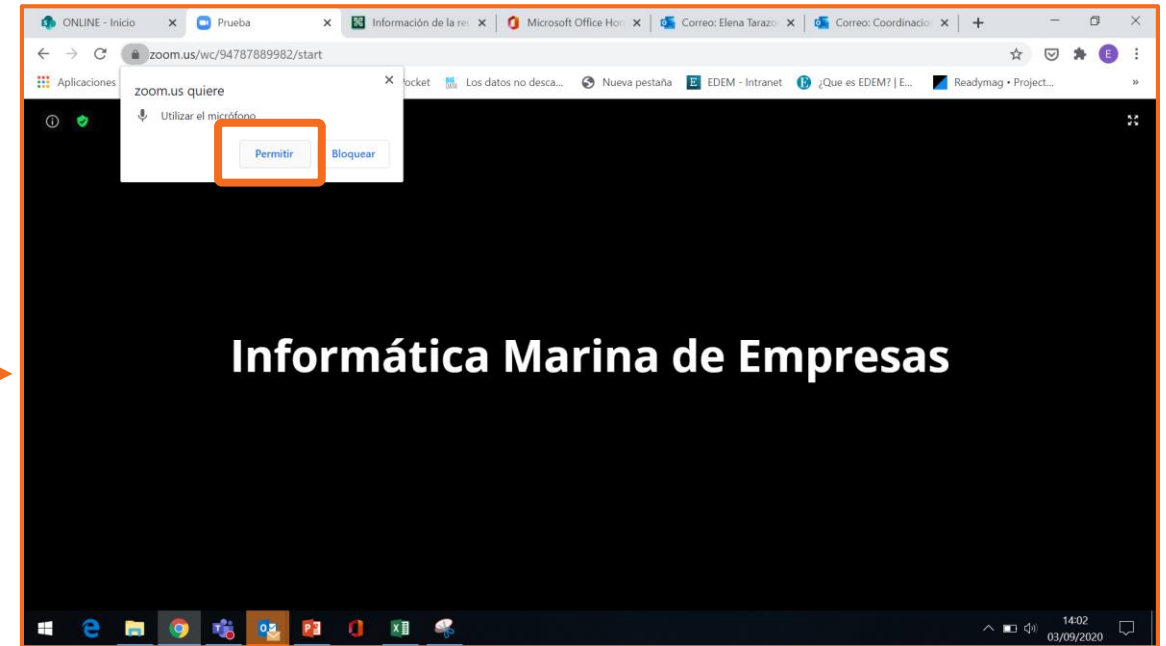 ONLINE - Inicio
Prueba
Información de la re
Microsoft Office Hom
Correo: Elena Tarazo
Correo: Coordinacio
zoom.us/wc/94787889982/start
E
Aplicaciones
Pocket
Los datos no desca...
Nueva pestaña
E EDEM - Intranet
¿Que es EDEM? | E...
Readymag • Project...
»
zoom.us quiere
Utilizar el micrófono
Permitir
Bloquear
Informática Marina de Empresas
14:02
03/09/2020